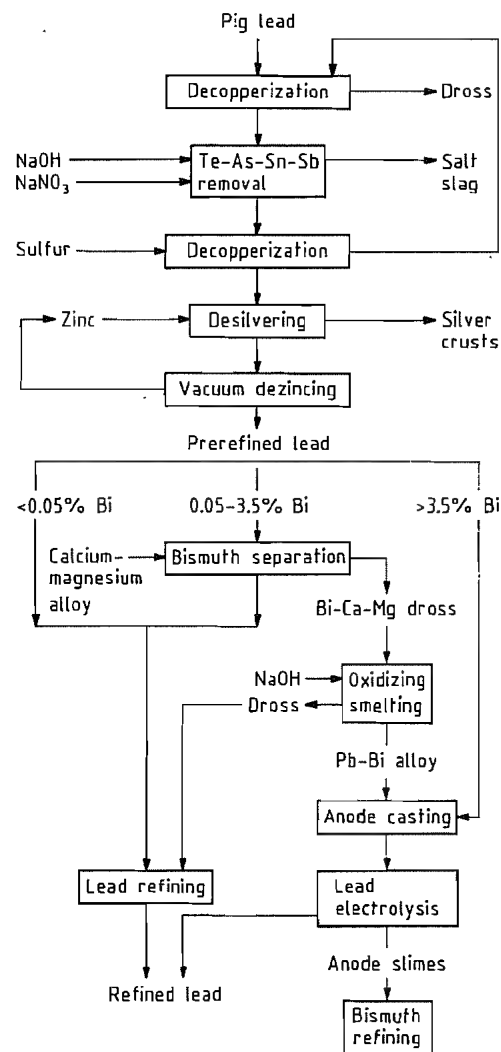 Pig lead
Decopperization
Dross
NaOH
NaNO₃
Te-As-Sn-Sb
removal
Salt
slag
Sulfur
Decopperization
Zinc
Desilvering
Silver
crusts
Vacuum dezincing
Prerefined lead
<0.05% Bi
0.05-3.5% Bi
>3.5% Bi
Calcium-
magnesium
alloy
Bismuth separation
Bi-Ca-Mg dross
NaOH
Dross
Oxidizing
smelting
Pb-Bi alloy
Anode casting
Lead refining
Lead
electrolysis
Anode slimes
Refined lead
Bismuth
refining